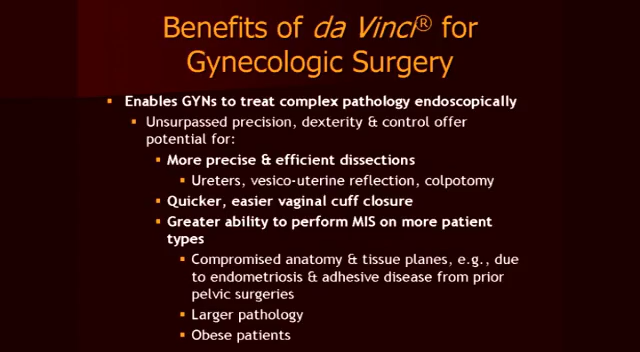 Benefits of da Vinci® for
Gynecologic Surgery
▪ Enables GYNs to treat complex pathology endoscopically
▪ Unsurpassed precision, dexterity & control offer
potential for:
▪ More precise & efficient dissections
▪ Ureters, vesico-uterine reflection, colpotomy
▪ Quicker, easier vaginal cuff closure
▪ Greater ability to perform MIS on more patient
types
▪ Compromised anatomy & tissue planes, e.g., due
to endometriosis & adhesive disease from prior
pelvic surgeries
▪ Larger pathology
▪ Obese patients